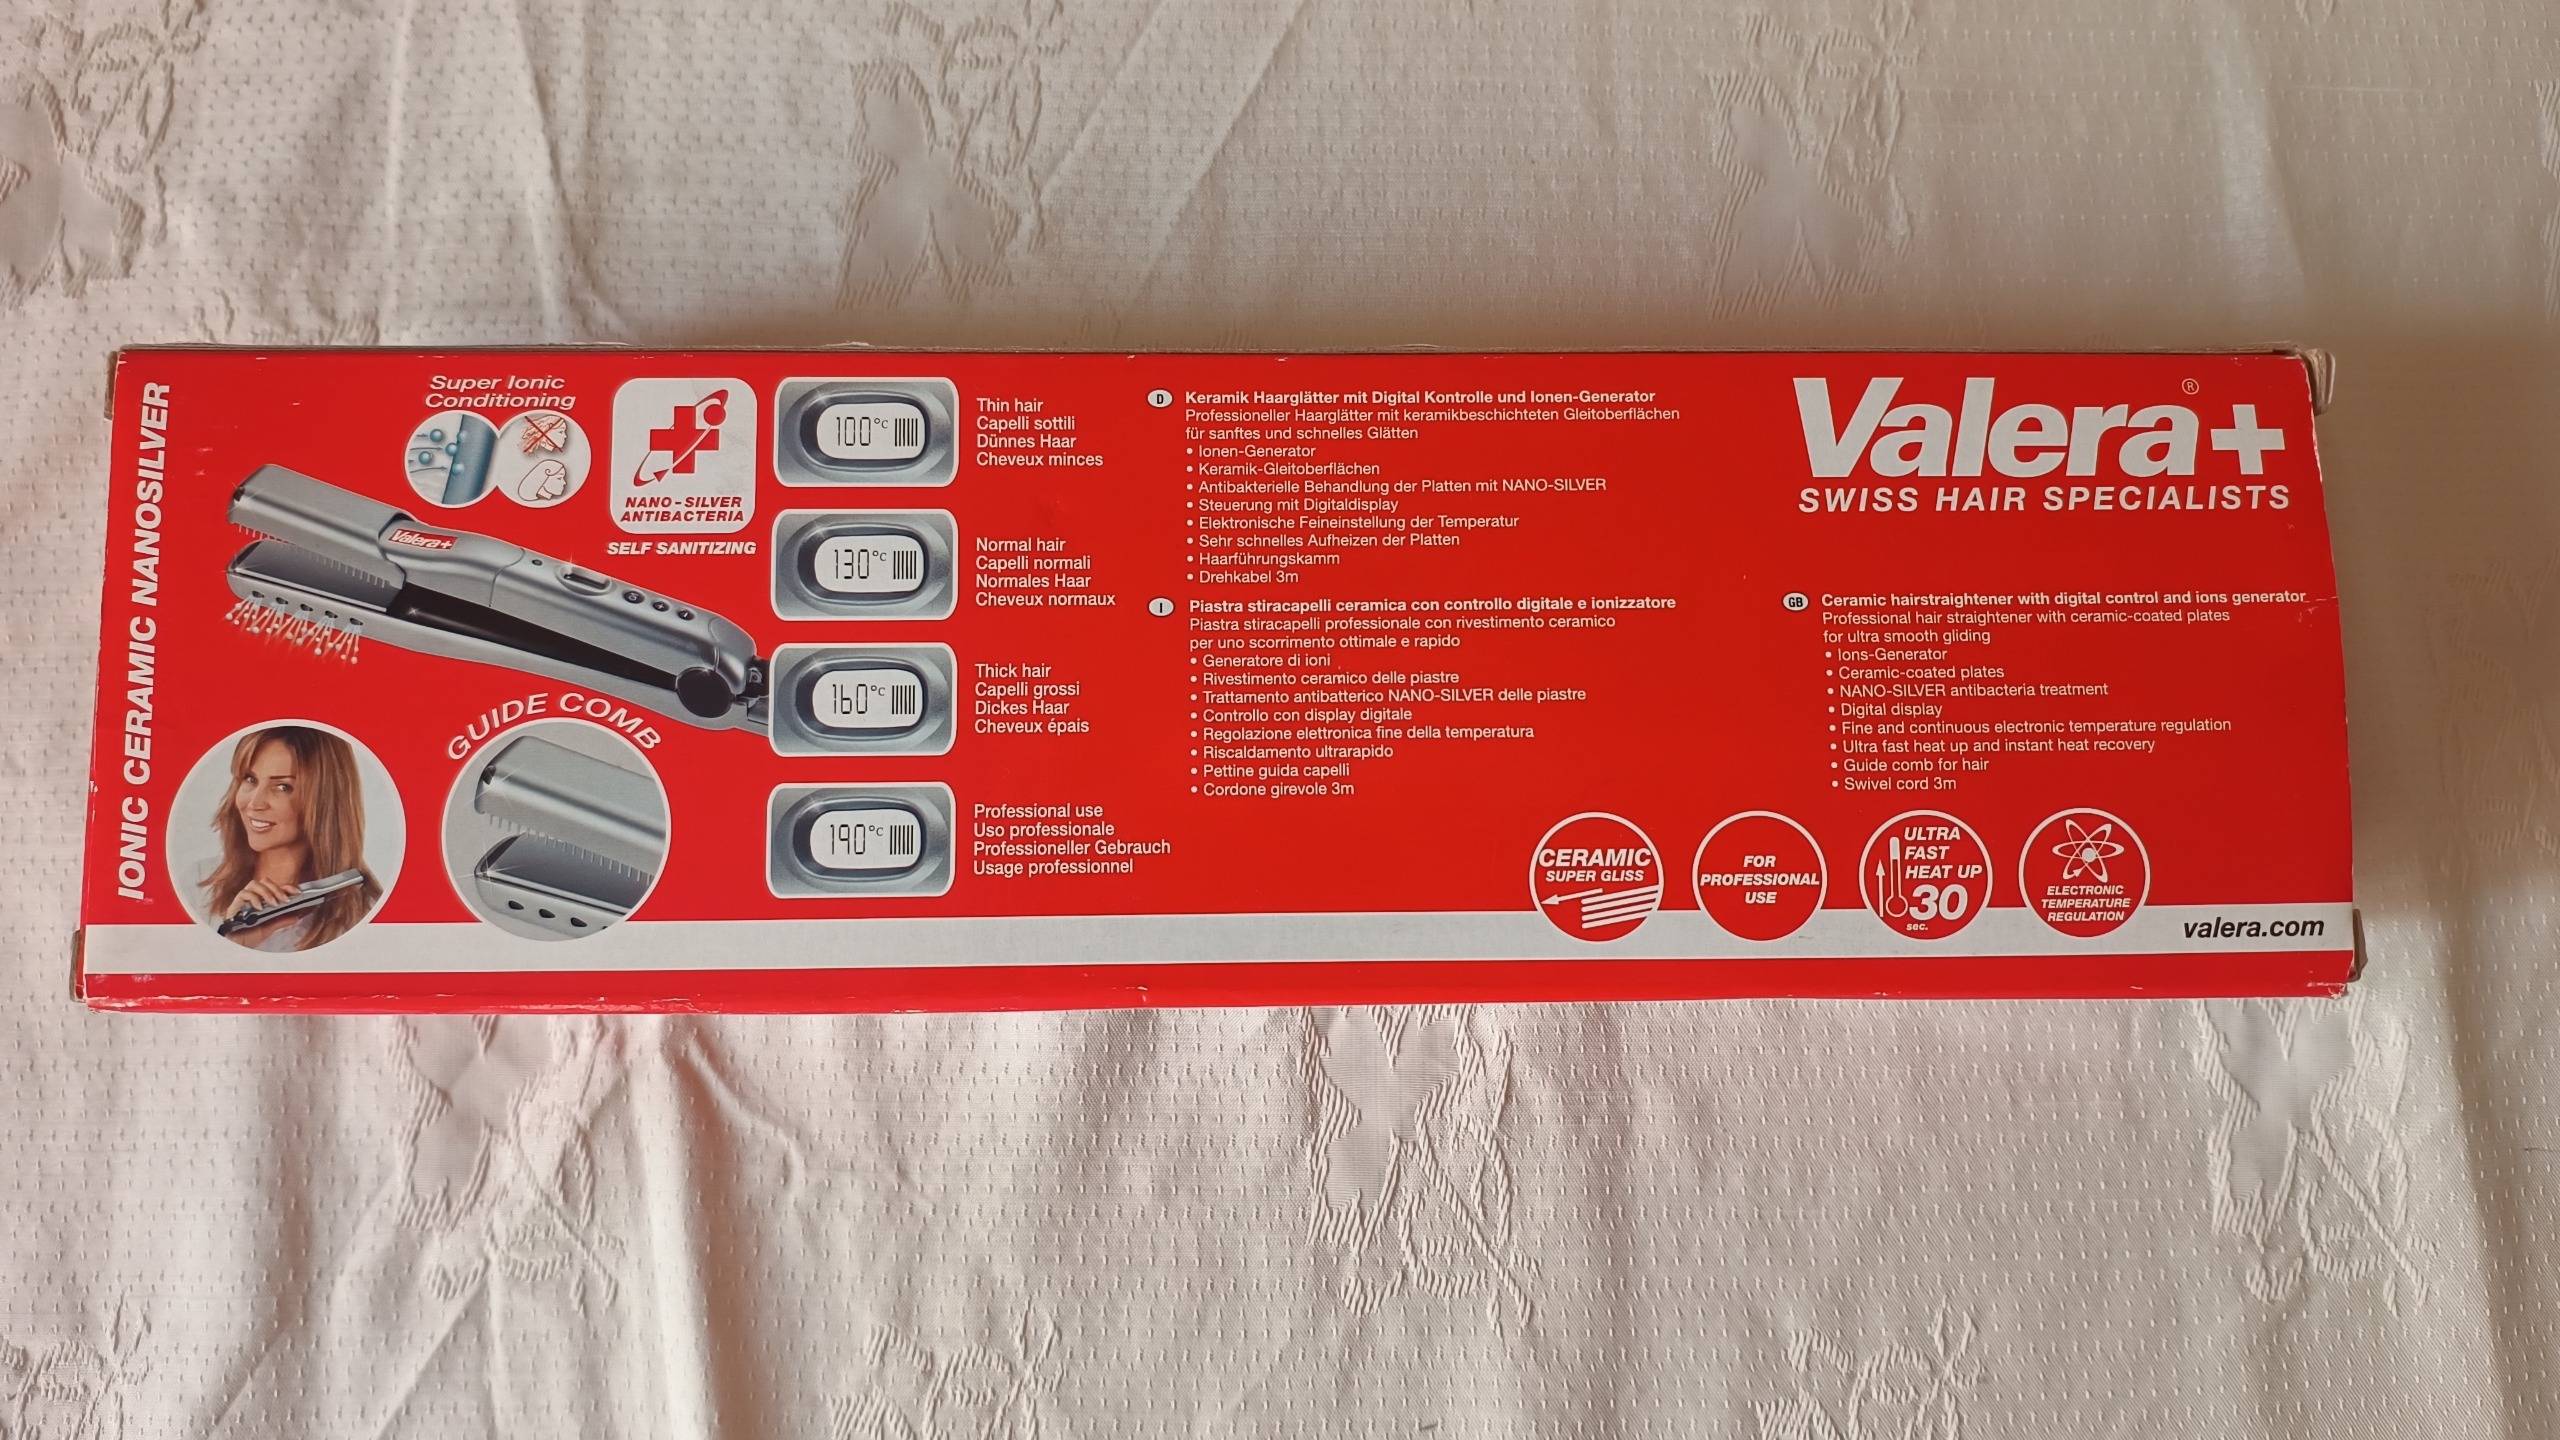 IONIC CERAMIC NANOSILVER
Super Ionic
Conditioning
NANO-SILVER
ANTIBACTERIA
SELF SANITIZING
Valera+
GUIDE COMB
100°C
Thin hair
Capelli sottili
Dünnes Haar
Cheveux minces
130°C
Normal hair
Capelli normali
Normales Haar
Cheveux normaux
160°C
Thick hair
Capelli grossi
Dickes Haar
Cheveux épais
190°C
Professional use
Uso professionale
Professioneller Gebrauch
Usage professionnel
D Keramik Haarglätter mit Digital Kontrolle und Ionen-Generator
Professioneller Haarglätter mit keramikbeschichteten Gleitoberflächen
für sanftes und schnelles Glätten
• Ionen-Generator
• Keramik-Gleitoberflächen
• Antibakterielle Behandlung der Platten mit NANO-SILVER
• Steuerung mit Digitaldisplay
• Elektronische Feineinstellung der Temperatur
• Sehr schnelles Aufheizen der Platten
• Haarführungskamm
• Drehkabel 3m
I Piastra stiracapelli ceramica con controllo digitale e ionizzatore
Piastra stiracapelli professionale con rivestimento ceramico
per uno scorrimento ottimale e rapido
• Generatore di ioni
• Rivestimento ceramico delle piastre
• Trattamento antibatterico NANO-SILVER delle piastre
• Controllo con display digitale
• Regolazione elettronica fine della temperatura
• Riscaldamento ultrarapido
• Pettine guida capelli
• Cordone girevole 3m
Valera+®
SWISS HAIR SPECIALISTS
GB Ceramic hairstraightener with digital control and ions generator
Professional hair straightener with ceramic-coated plates
for ultra smooth gliding
• Ions-Generator
• Ceramic-coated plates
• NANO-SILVER antibacteria treatment
• Digital display
• Fine and continuous electronic temperature regulation
• Ultra fast heat up and instant heat recovery
• Guide comb for hair
• Swivel cord 3m
CERAMIC
SUPER GLISS
FOR
PROFESSIONAL
USE
ULTRA
FAST
HEAT UP
30
sec.
ELECTRONIC
TEMPERATURE
REGULATION
valera.com